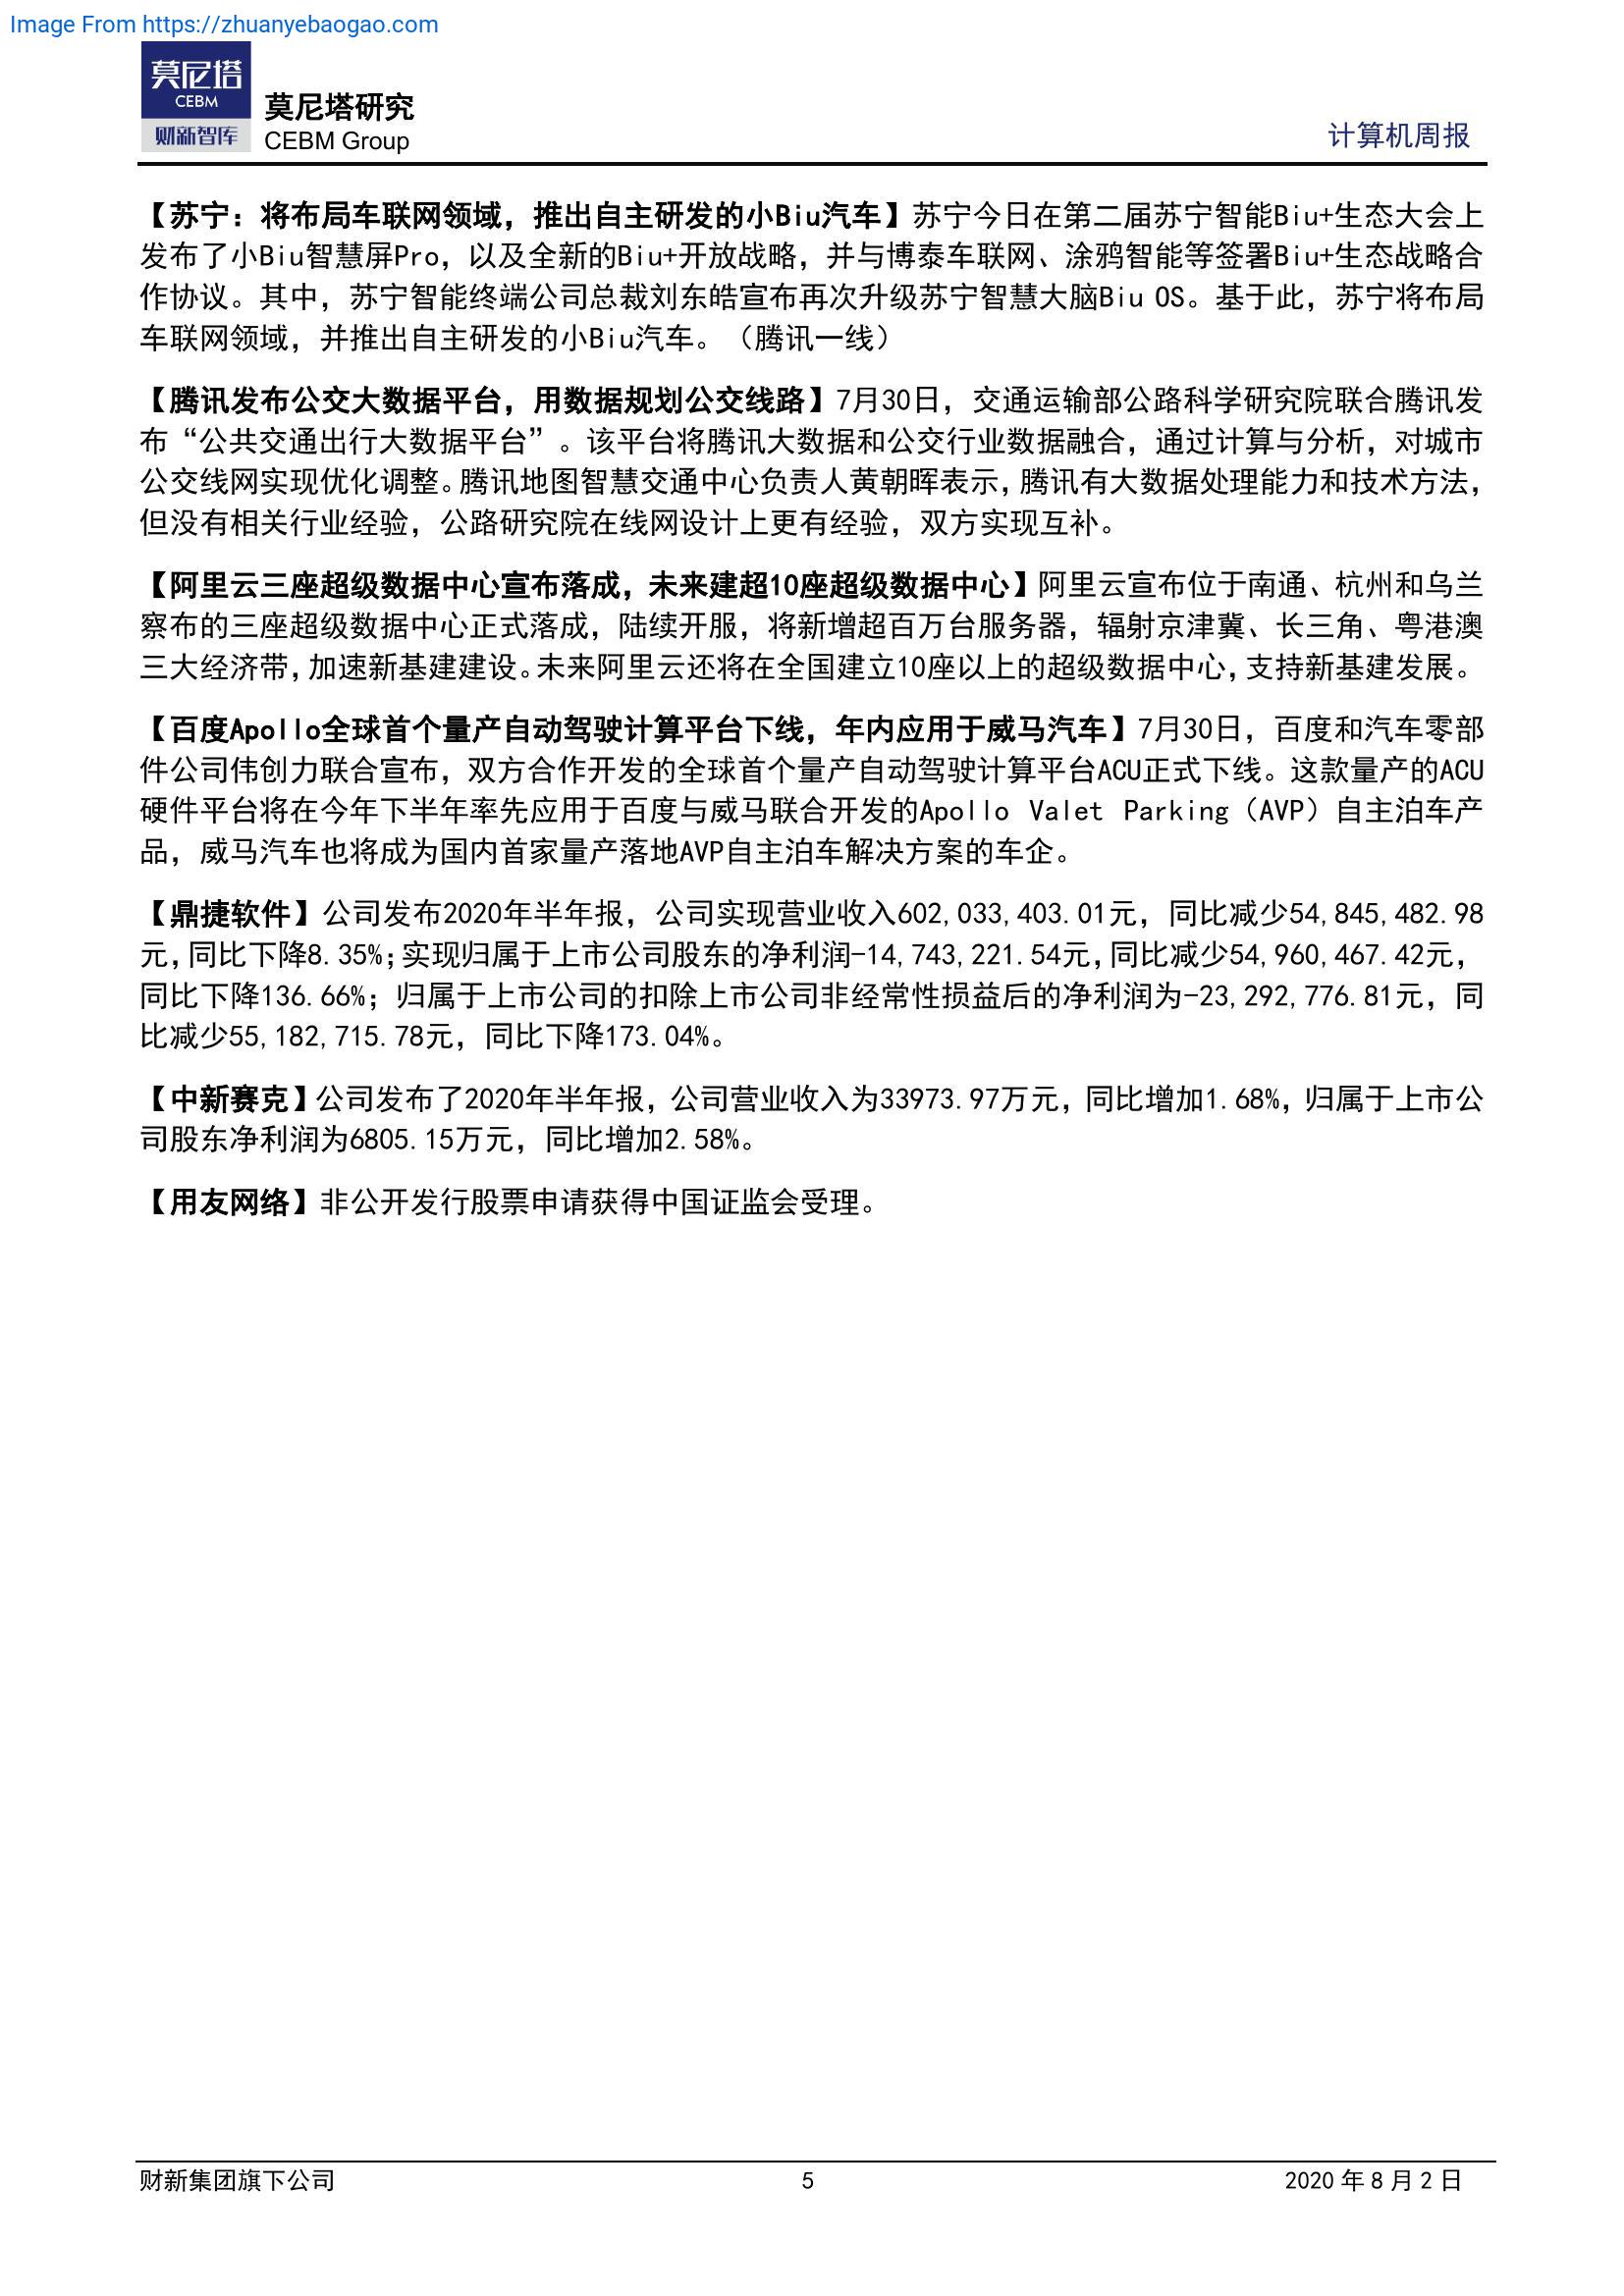 Image From https://zhuanyebaogao.com
莫尼塔
CEBM
财新智库
莫尼塔研究
CEBM Group
计算机周报
【苏宁：将布局车联网领域，推出自主研发的小Biu汽车】苏宁今日在第二届苏宁智能Biu+生态大会上
发布了小Biu智慧屏Pro，以及全新的Biu+开放战略，并与博泰车联网、涂鸦智能等签署Biu+生态战略合
作协议。其中，苏宁智能终端公司总裁刘东皓宣布再次升级苏宁智慧大脑Biu OS。基于此，苏宁将布局
车联网领域，并推出自主研发的小Biu汽车。（腾讯一线）
【腾讯发布公交大数据平台，用数据规划公交线路】7月30日，交通运输部公路科学研究院联合腾讯发
布“公共交通出行大数据平台”。该平台将腾讯大数据和公交行业数据融合，通过计算与分析，对城市
公交线网实现优化调整。腾讯地图智慧交通中心负责人黄朝晖表示，腾讯有大数据处理能力和技术方法，
但没有相关行业经验，公路研究院在线网设计上更有经验，双方实现互补。
【阿里云三座超级数据中心宣布落成，未来建超10座超级数据中心】阿里云宣布位于南通、杭州和乌兰
察布的三座超级数据中心正式落成，陆续开服，将新增超百万台服务器，辐射京津冀、长三角、粤港澳
三大经济带，加速新基建建设。未来阿里云还将在全国建立10座以上的超级数据中心，支持新基建发展。
【百度Apollo全球首个量产自动驾驶计算平台下线，年内应用于威马汽车】7月30日，百度和汽车零部
件公司伟创力联合宣布，双方合作开发的全球首个量产自动驾驶计算平台ACU正式下线。这款量产的ACU
硬件平台将在今年下半年率先应用于百度与威马联合开发的Apollo Valet Parking（AVP）自主泊车产
品，威马汽车也将成为国内首家量产落地AVP自主泊车解决方案的车企。
【鼎捷软件】公司发布2020年半年报，公司实现营业收入602,033,403.01元，同比减少54,845,482.98
元，同比下降8.35%；实现归属于上市公司股东的净利润-14,743,221.54元，同比减少54,960,467.42元，
同比下降136.66%；归属于上市公司的扣除上市公司非经常性损益后的净利润为-23,292,776.81元，同
比减少55,182,715.78元，同比下降173.04%。
【中新赛克】公司发布了2020年半年报，公司营业收入为33973.97万元，同比增加1.68%，归属于上市公
司股东净利润为6805.15万元，同比增加2.58%。
【用友网络】非公开发行股票申请获得中国证监会受理。
财新集团旗下公司
5
2020 年 8 月 2 日